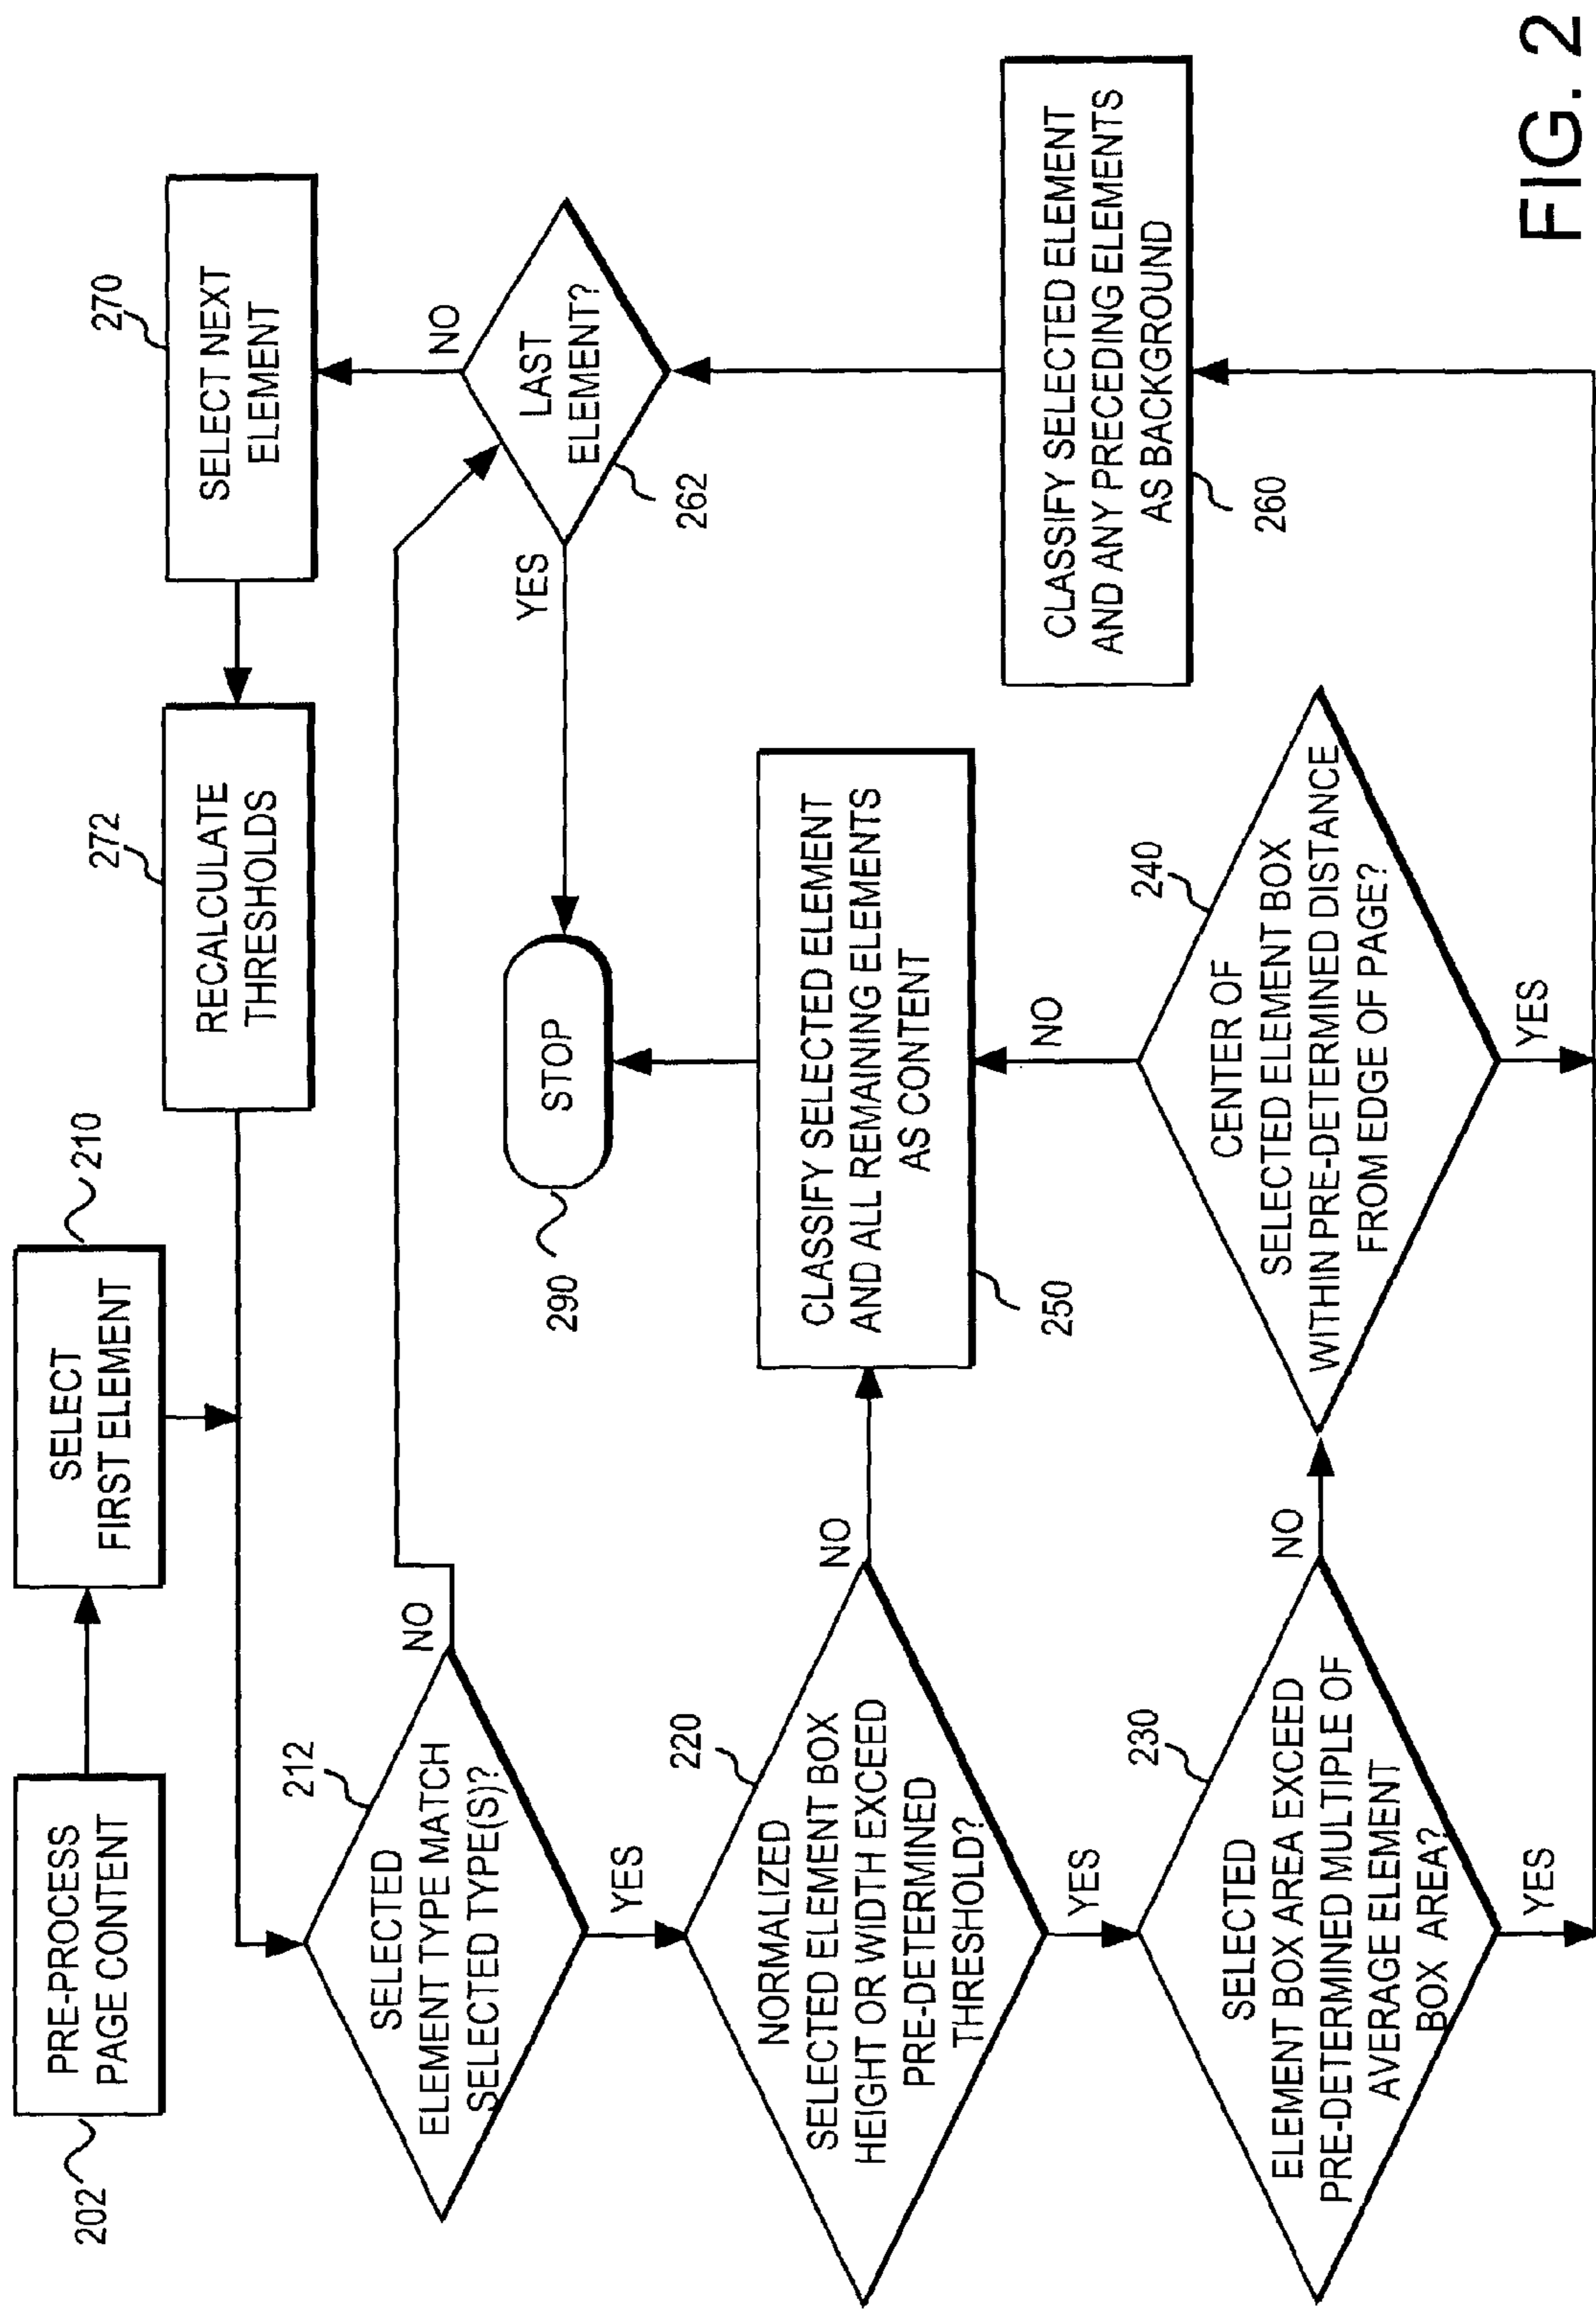 202
PRE-PROCESS
PAGE CONTENT
SELECT
FIRST ELEMENT
210
RECALCULATE
THRESHOLDS
272
SELECT NEXT
ELEMENT
270
212
SELECTED
ELEMENT TYPE MATCH
SELECTED TYPE(S)?
NO
YES
LAST
ELEMENT?
262
NO
YES
STOP
290
220
NORMALIZED
SELECTED ELEMENT BOX
HEIGHT OR WIDTH EXCEED
PRE-DETERMINED
THRESHOLD?
NO
YES
CLASSIFY SELECTED ELEMENT
AND ALL REMAINING ELEMENTS
AS CONTENT
250
230
SELECTED
ELEMENT BOX AREA EXCEED
PRE-DETERMINED MULTIPLE OF
AVERAGE ELEMENT
BOX AREA?
NO
YES
240
CENTER OF
SELECTED ELEMENT BOX
WITHIN PRE-DETERMINED DISTANCE
FROM EDGE OF PAGE?
NO
YES
CLASSIFY SELECTED ELEMENT
AND ANY PRECEDING ELEMENTS
AS BACKGROUND
260
FIG. 2